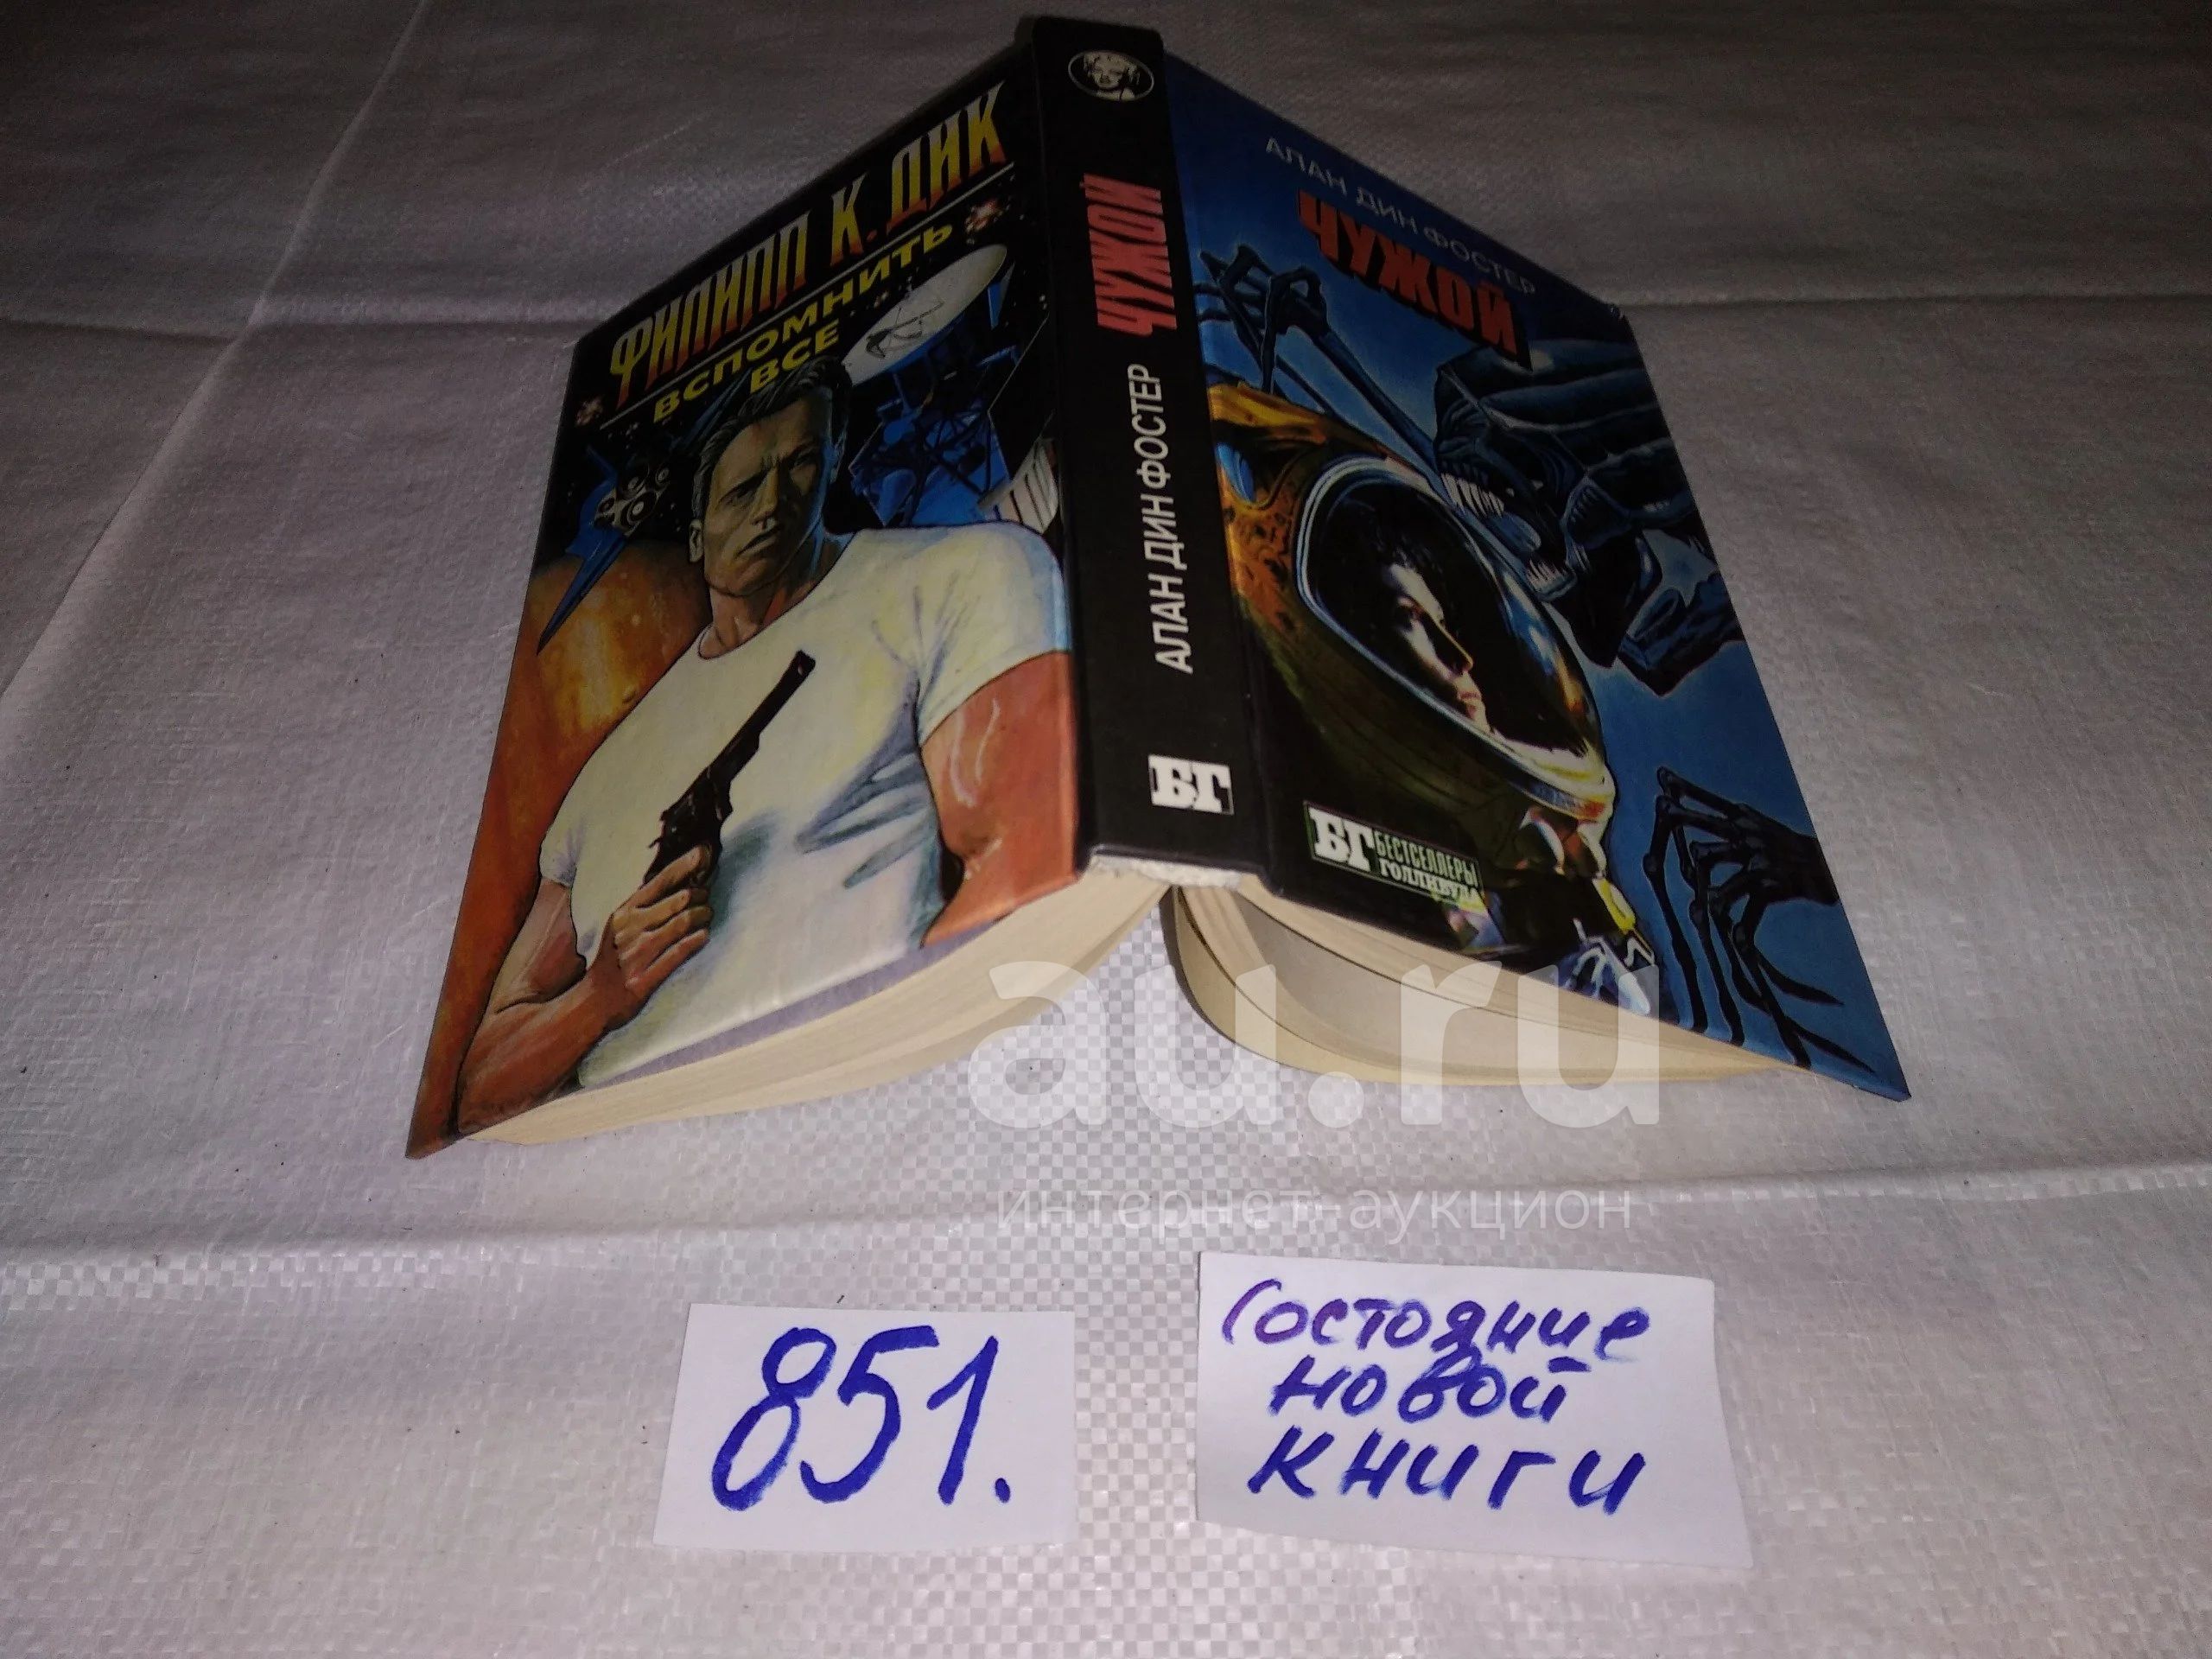 ФИЛИПП К. ДИК
ВСПОМНИТЬ
ВСЕ
ЧУЖОЙ
АЛАН ДИН ФОСТЕР
БГ
АЛАН ДИН ФОСТЕР
ЧУЖОЙ
БГ БЕСТСЕЛЛЕРЫ
ГОЛЛИВУДА
au.ru
интернет-аукцион
851.
Состояние
новой
книги